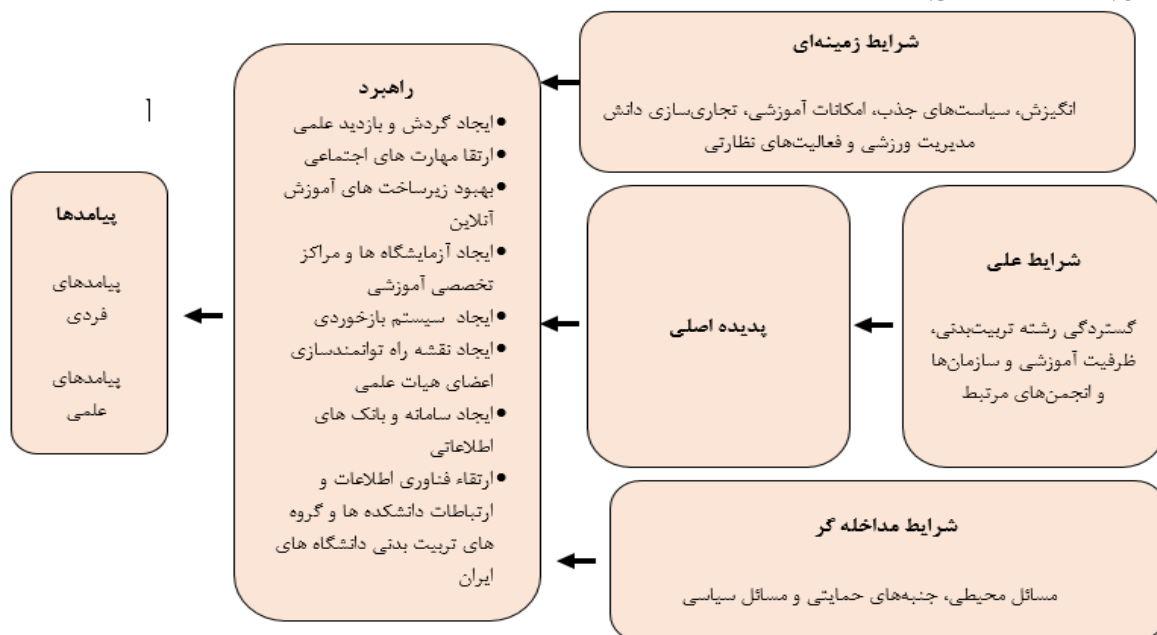 شرایط زمینه‌ای
انگیزش، سیاست‌های جذب، امکانات آموزشی، تجاری‌سازی دانش
مدیریت ورزشی و فعالیت‌های نظارتی
شرایط علی
گستردگی رشته تربیت‌بدنی،
ظرفیت آموزشی و سازمان‌ها
و انجمن‌های مرتبط
پدیده اصلی
شرایط مداخله گر
مسائل محیطی، جنبه‌های حمایتی و مسائل سیاسی
راهبرد
●ایجاد گردش و بازدید علمی
●ارتقا مهارت های اجتماعی
●بهبود زیرساخت های آموزش
آنلاین
●ایجاد آزمایشگاه ها و مراکز
تخصصی آموزشی
●ایجاد سیستم بازخوردی
●ایجاد نقشه راه توانمندسازی
اعضای هیات علمی
●ایجاد سامانه و بانک های
اطلاعاتی
●ارتقاء فناوری اطلاعات و
ارتباطات دانشکده ها و گروه
های تربیت بدنی دانشگاه های
ایران
آ
پیامدها
پیامدهای
فردی
پیامدهای
علمی